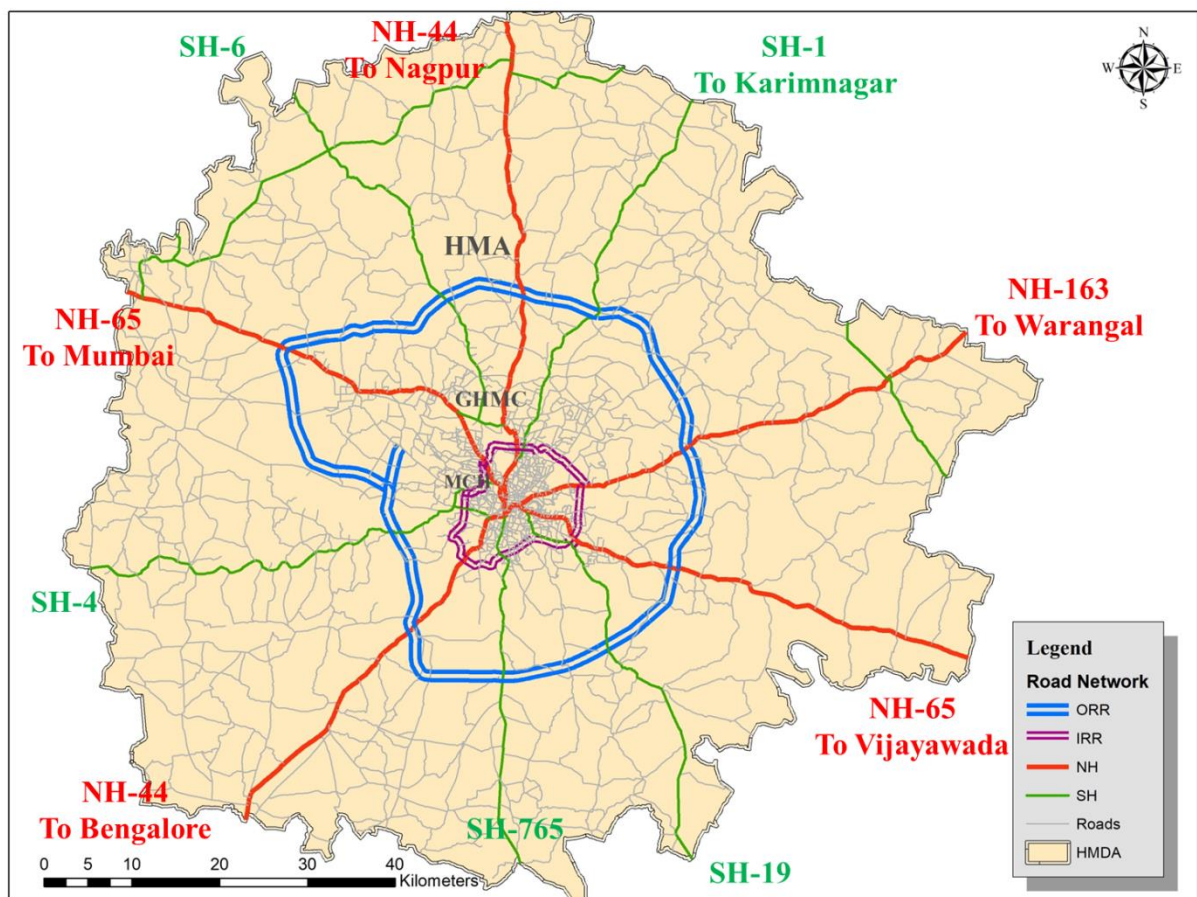 SH-6
NH-44
To Nagpur
SH-1
To Karimnagar
N
W
E
S
HMA
NH-65
To Mumbai
NH-163
To Warangal
GHMC
MCH
SH-4
NH-65
To Vijayawada
NH-44
To Bengalore
SH-765
SH-19
Legend
Road Network
ORR
IRR
NH
SH
Roads
HMDA
0 5 10 20 30 40
Kilometers